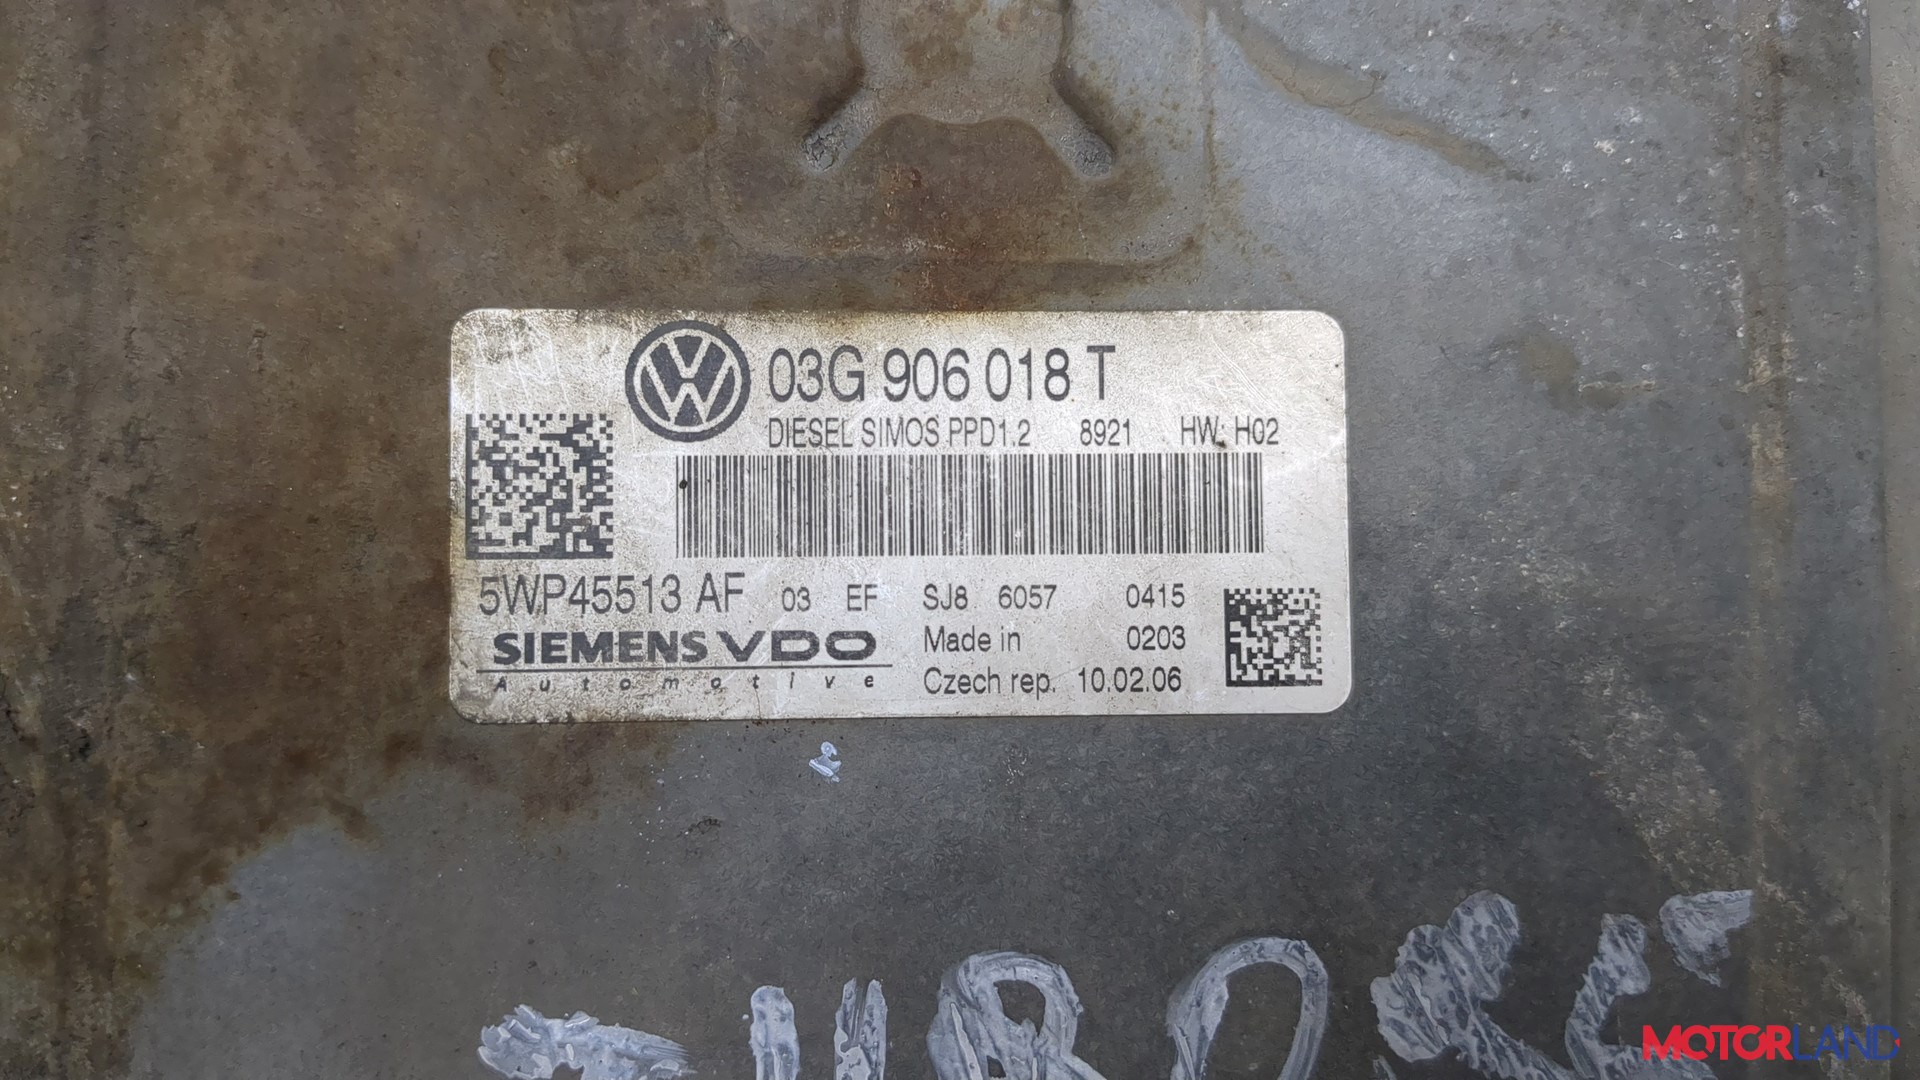 03G 906 018 T
DIESEL SIMOS PPD1.2 8921 HW: H02
5WP45513 AF 03 EF SJ8 6057 0415
SIEMENS VDO Made in 0203
Automotive Czech rep. 10.02.06
MOTORLAND